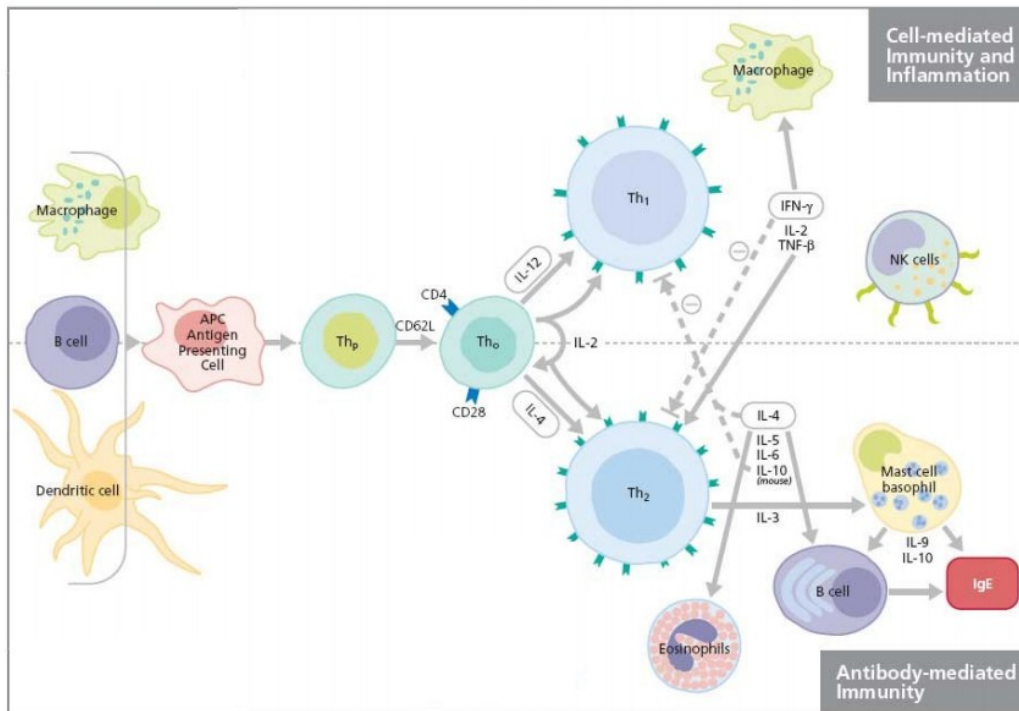 Cell-mediated
Immunity and
Inflammation
Macrophage
Th1
Macrophage
IFN-γ
IL-2
TNF-β
NK cells
IL-12
CD4
CD62L
B cell
APC
Antigen
Presenting
Cell
Thp
Th0
IL-2
CD28
IL-4
IL-4
IL-5
IL-6
IL-10
(mouse)
Dendritic cell
Th2
IL-3
Mast cell
basophil
IL-9
IL-10
B cell
IgE
Eosinophils
Antibody-mediated
Immunity